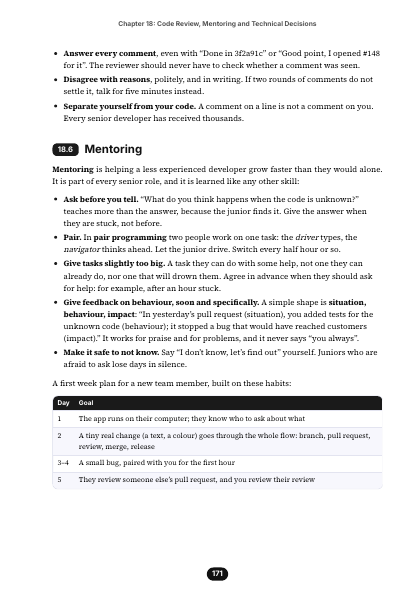 Chapter 18: Code Review, Mentoring and Technical Decisions
• Answer every comment, even with “Done in 3f2a91c” or “Good point, I opened #148
for it”. The reviewer should never have to check whether a comment was seen.
• Disagree with reasons, politely, and in writing. If two rounds of comments do not
settle it, talk for five minutes instead.
• Separate yourself from your code. A comment on a line is not a comment on you.
Every senior developer has received thousands.
18.6 Mentoring
Mentoring is helping a less experienced developer grow faster than they would alone.
It is part of every senior role, and it is learned like any other skill:
• Ask before you tell. “What do you think happens when the code is unknown?”
teaches more than the answer, because the junior finds it. Give the answer when
they are stuck, not before.
• Pair. In pair programming two people work on one task: the driver types, the
navigator thinks ahead. Let the junior drive. Switch every half hour or so.
• Give tasks slightly too big. A task they can do with some help, not one they can
already do, nor one that will drown them. Agree in advance when they should ask
for help: for example, after an hour stuck.
• Give feedback on behaviour, soon and specifically. A simple shape is situation,
behaviour, impact: “In yesterday’s pull request (situation), you added tests for the
unknown code (behaviour); it stopped a bug that would have reached customers
(impact).” It works for praise and for problems, and it never says “you always”.
• Make it safe to not know. Say “I don’t know, let’s find out” yourself. Juniors who are
afraid to ask lose days in silence.
A first week plan for a new team member, built on these habits:
Day Goal
1 The app runs on their computer; they know who to ask about what
2 A tiny real change (a text, a colour) goes through the whole flow: branch, pull request,
review, merge, release
3–4 A small bug, paired with you for the first hour
5 They review someone else’s pull request, and you review their review
171